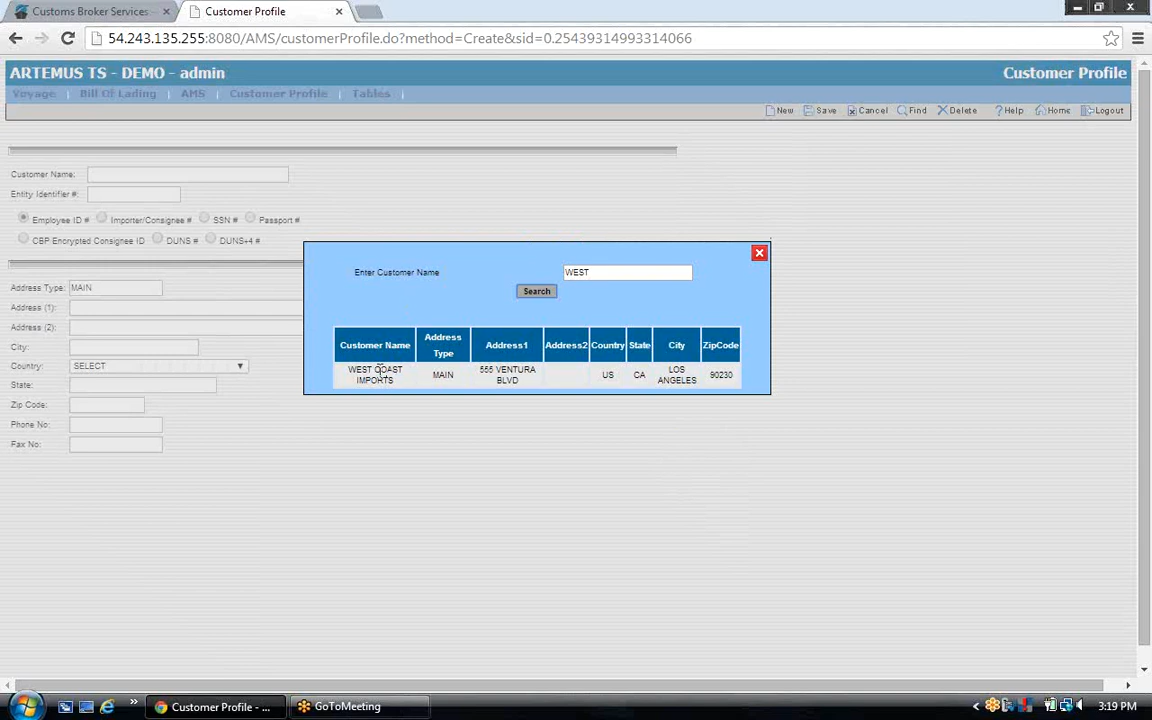 Customs Broker Services
Customer Profile
54.243.135.255:8080/AMS/customerProfile.do?method=Create&sid=0.25439314993314066
ARTEMUS TS - DEMO - admin
Customer Profile
Voyage | Bill Of Lading | AMS | Customer Profile | Tables |
New Save Cancel Find Delete ? Help Home Logout
Customer Name:
Entity Identifier #:
Employee ID # Importer/Consignee # SSN # Passport #
CBP Encrypted Consignee ID DUNS # DUNS+4 #
Enter Customer Name WEST
Search
Customer Name Address Type Address1 Address2 Country State City ZipCode
WEST COAST IMPORTS MAIN 555 VENTURA BLVD US CA LOS ANGELES 90230
Address Type: MAIN
Address (1):
Address (2):
City:
Country: SELECT
State:
Zip Code:
Phone No:
Fax No:
Customer Profile - ...
GoToMeeting
3:19 PM